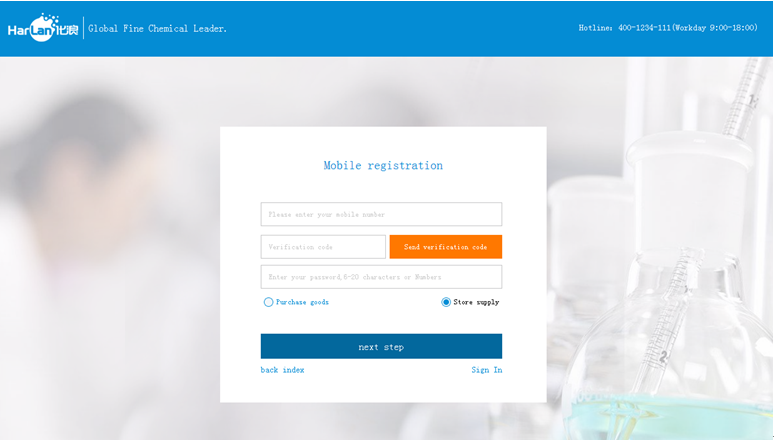 HarLan化浪 Global Fine Chemical Leader.
Hotline: 400-1234-111(Workday 9:00-18:00)
Mobile registration
Please enter your mobile number
Verification code
Send verification code
Enter your password,6-20 characters or Numbers
Purchase goods
Store supply
next step
back index
Sign In